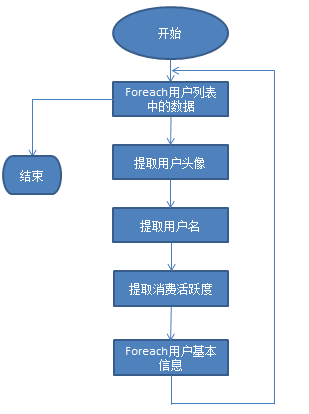 开始
Foreach用户列表
中的数据
结束
提取用户头像
提取用户名
提取消费活跃度
Foreach用户基本
信息